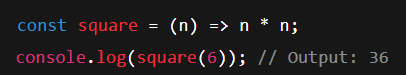 const square = (n) => n * n;
console.log(square(6)); // Output: 36